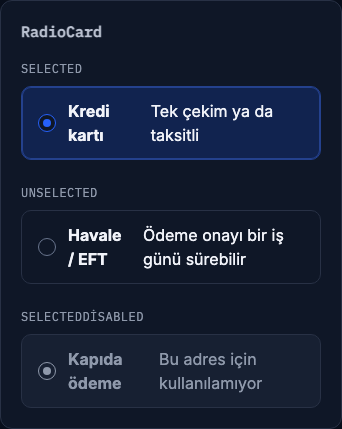 RadioCard
SELECTED
Kredi kartı
Tek çekim ya da taksitli
UNSELECTED
Havale / EFT
Ödeme onayı bir iş günü sürebilir
SELECTEDDİSABLED
Kapıda ödeme
Bu adres için kullanılamıyor